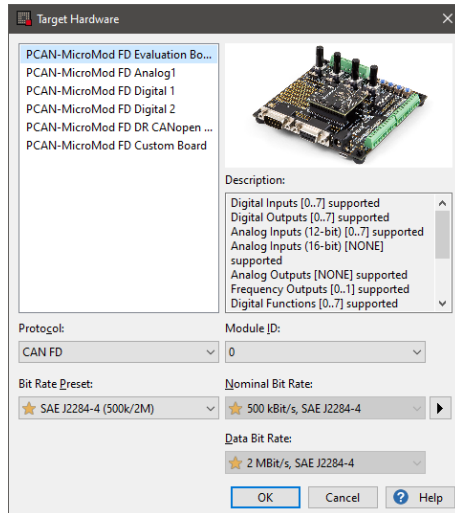 Target Hardware
PCAN-MicroMod FD Evaluation Bo...
PCAN-MicroMod FD Analog1
PCAN-MicroMod FD Digital 1
PCAN-MicroMod FD Digital 2
PCAN-MicroMod FD DR CANopen ...
PCAN-MicroMod FD Custom Board
Description:
Digital Inputs [0..7] supported
Digital Outputs [0..7] supported
Analog Inputs (12-bit) [0..7] supported
Analog Inputs (16-bit) [NONE]
supported
Analog Outputs [NONE] supported
Frequency Outputs [0..1] supported
Digital Functions [0..7] supported
Protocol:
CAN FD
Module ID:
0
Bit Rate Preset:
SAE J2284-4 (500k/2M)
Nominal Bit Rate:
500 kBit/s, SAE J2284-4
Data Bit Rate:
2 MBit/s, SAE J2284-4
OK
Cancel
Help